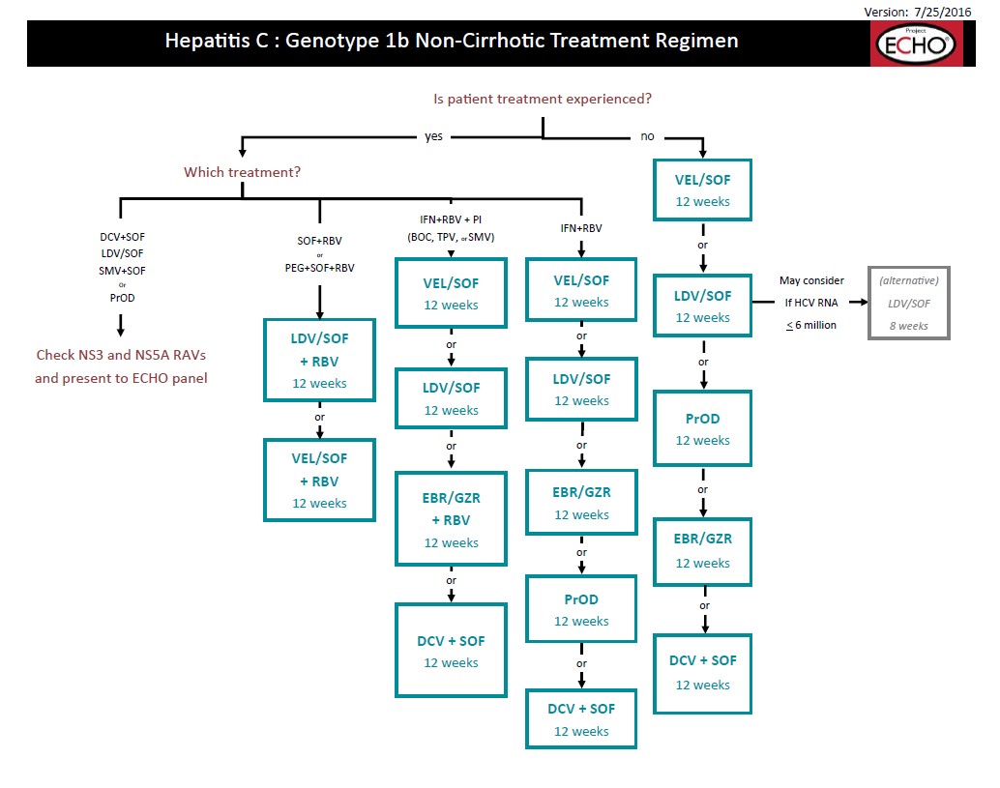 Version: 7/25/2016
Hepatitis C : Genotype 1b Non-Cirrhotic Treatment Regimen
Project
ECHO®
Is patient treatment experienced?
yes
no
Which treatment?
DCV+SOF
LDV/SOF
SMV+SOF
Or
PrOD
Check NS3 and NS5A RAVs
and present to ECHO panel
SOF+RBV
or
PEG+SOF+RBV
LDV/SOF
+ RBV
12 weeks
or
VEL/SOF
+ RBV
12 weeks
IFN+RBV + PI
(BOC, TPV, or SMV)
VEL/SOF
12 weeks
or
LDV/SOF
12 weeks
or
EBR/GZR
+ RBV
12 weeks
or
DCV + SOF
12 weeks
IFN+RBV
VEL/SOF
12 weeks
or
LDV/SOF
12 weeks
or
EBR/GZR
12 weeks
or
PrOD
12 weeks
or
DCV + SOF
12 weeks
VEL/SOF
12 weeks
or
LDV/SOF
12 weeks
May consider
If HCV RNA
≤ 6 million
(alternative)
LDV/SOF
8 weeks
or
PrOD
12 weeks
or
EBR/GZR
12 weeks
or
DCV + SOF
12 weeks